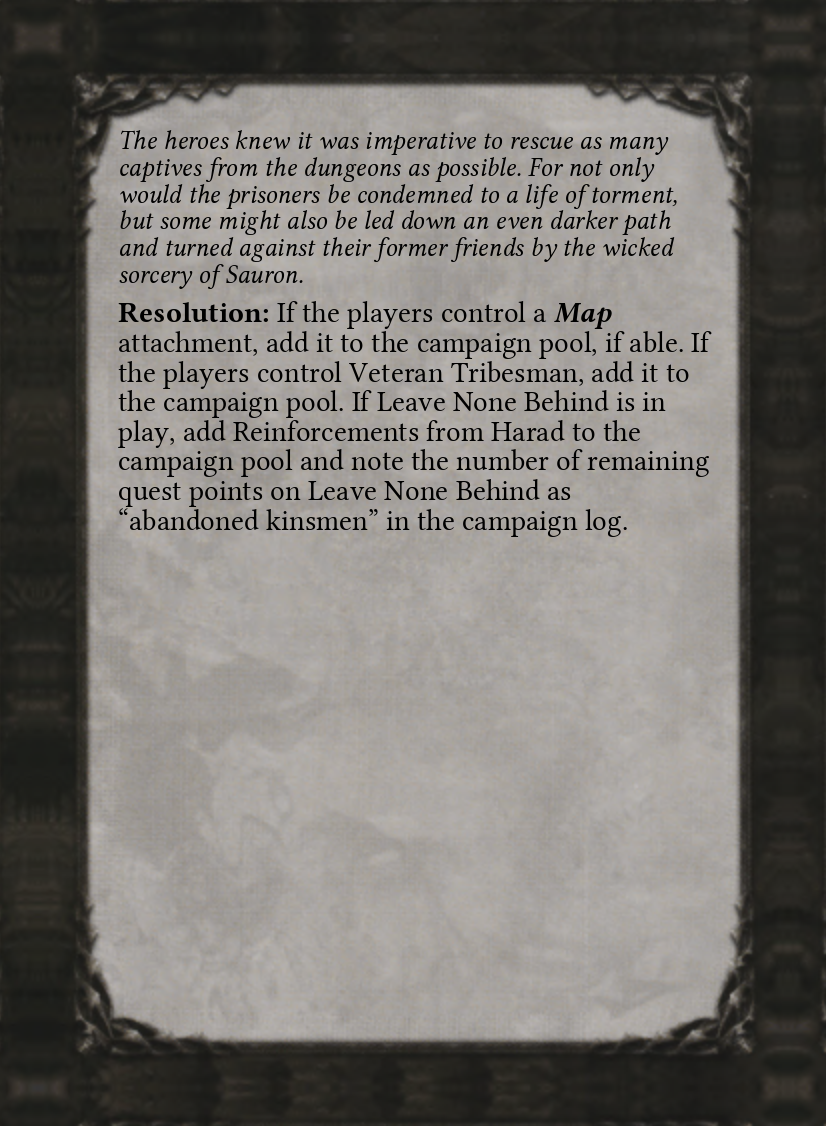 The heroes knew it was imperative to rescue as many
captives from the dungeons as possible. For not only
would the prisoners be condemned to a life of torment,
but some might also be led down an even darker path
and turned against their former friends by the wicked
sorcery of Sauron.
Resolution: If the players control a Map
attachment, add it to the campaign pool, if able. If
the players control Veteran Tribesman, add it to
the campaign pool. If Leave None Behind is in
play, add Reinforcements from Harad to the
campaign pool and note the number of remaining
quest points on Leave None Behind as
“abandoned kinsmen” in the campaign log.